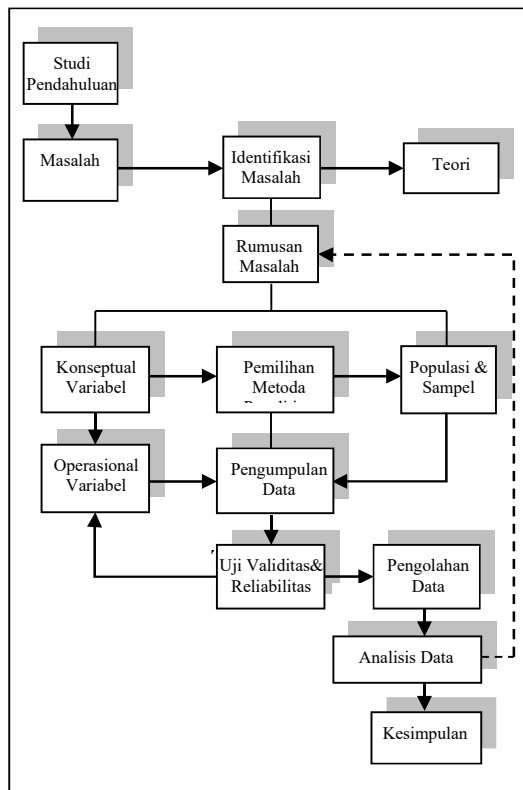 Studi
Pendahuluan
Masalah
Identifikasi
Masalah
Teori
Rumusan
Masalah
Konseptual
Variabel
Pemilihan
Metoda
Populasi &
Sampel
Operasional
Variabel
Pengumpulan
Data
Uji Validitas&
Reliabilitas
Pengolahan
Data
Analisis Data
Kesimpulan